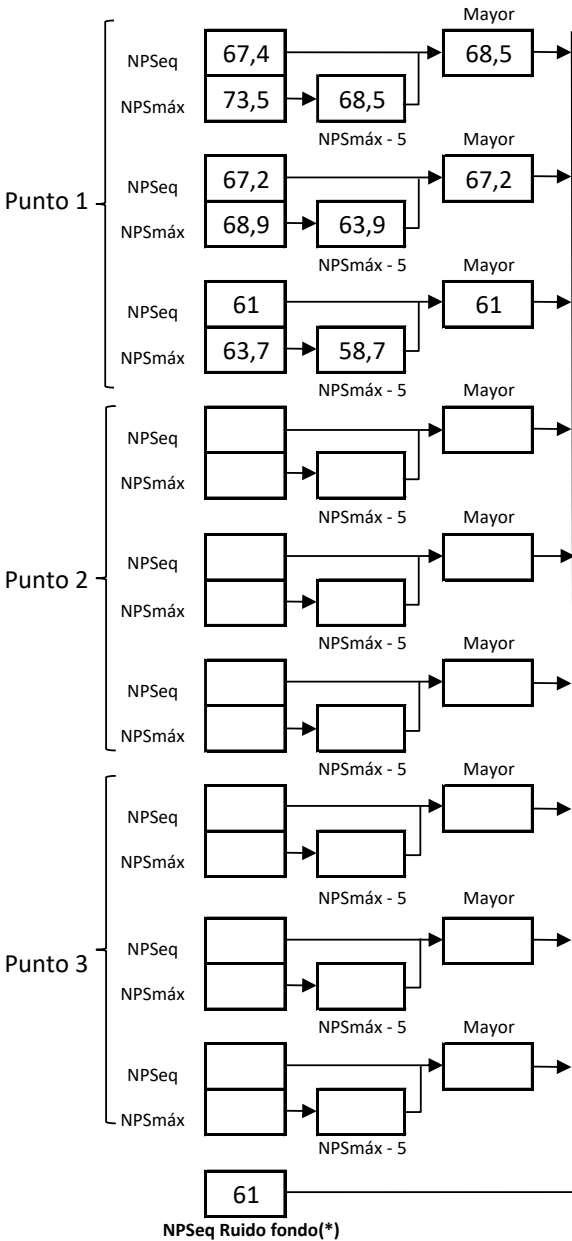 Mayor
NPSeq 67,4 68,5
NPSmáx 73,5 68,5
NPSmáx - 5
Mayor
Punto 1
NPSeq 67,2 67,2
NPSmáx 68,9 63,9
NPSmáx - 5
Mayor
NPSeq 61 61
NPSmáx 63,7 58,7
NPSmáx - 5
Mayor
NPSeq
NPSmáx
NPSmáx - 5
Mayor
Punto 2
NPSeq
NPSmáx
NPSmáx - 5
Mayor
NPSeq
NPSmáx
NPSmáx - 5
Mayor
NPSeq
NPSmáx
NPSmáx - 5
Mayor
Punto 3
NPSeq
NPSmáx
NPSmáx - 5
Mayor
NPSeq
NPSmáx
NPSmáx - 5
61
NPSeq Ruido fondo(*)